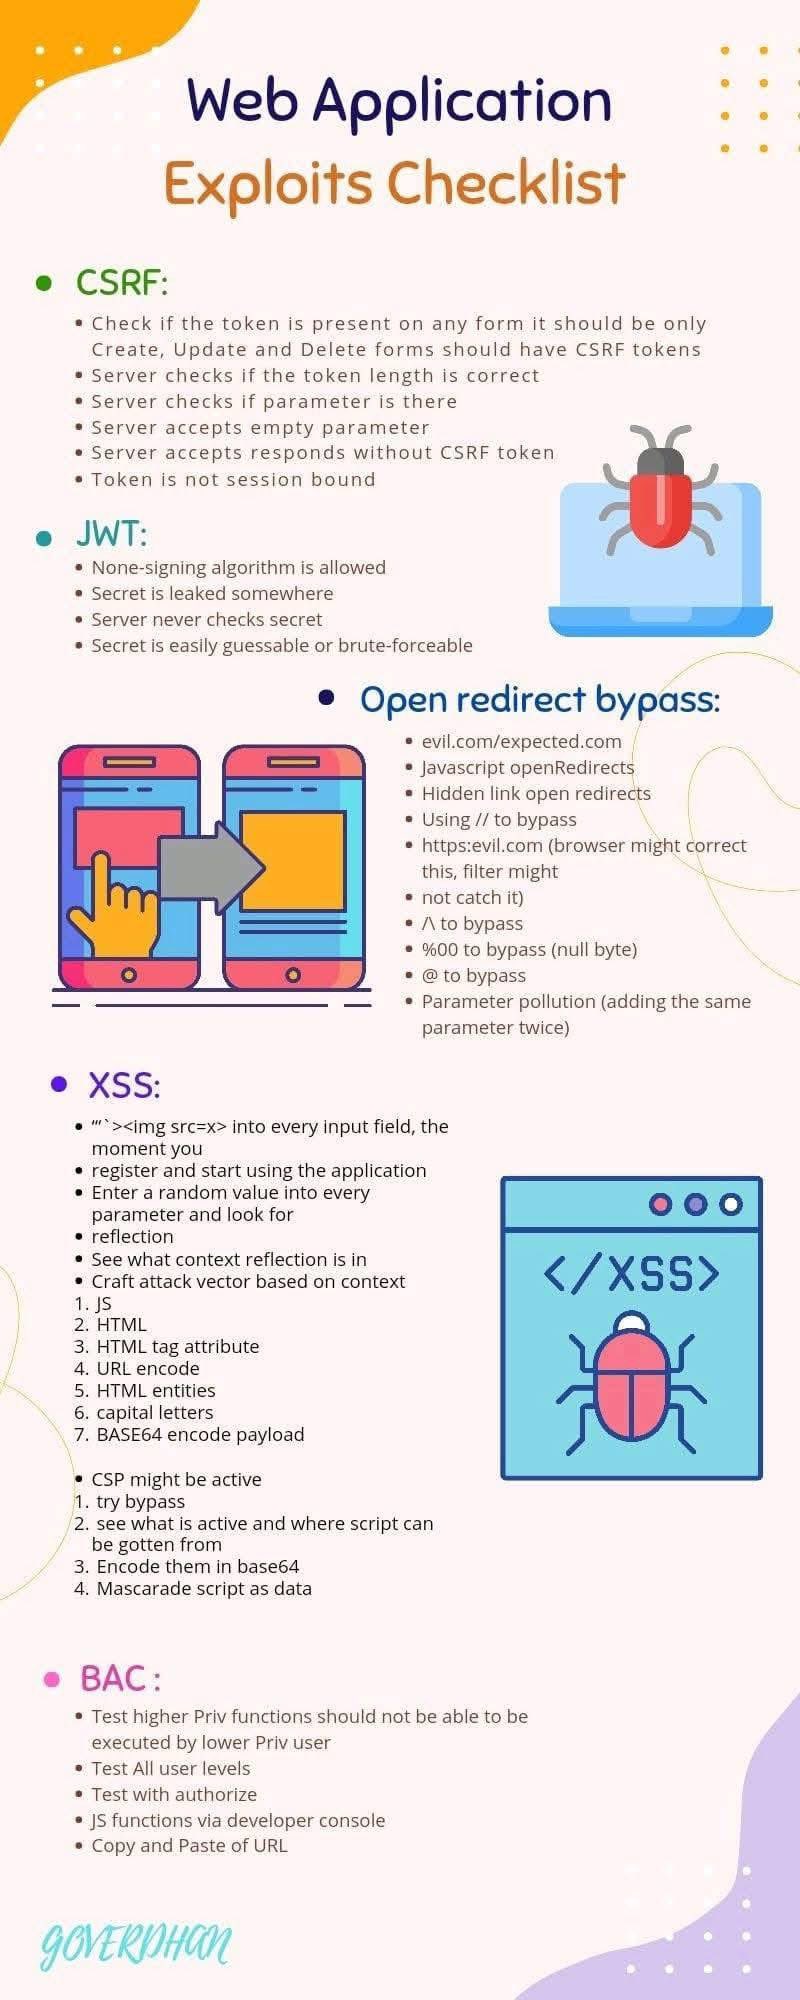 Web Application
Exploits Checklist
• CSRF:
• Check if the token is present on any form it should be only
Create, Update and Delete forms should have CSRF tokens
• Server checks if the token length is correct
• Server checks if parameter is there
• Server accepts empty parameter
• Server accepts responds without CSRF token
• Token is not session bound
• JWT:
• None-signing algorithm is allowed
• Secret is leaked somewhere
• Server never checks secret
• Secret is easily guessable or brute-forceable
• Open redirect bypass:
• evil.com/expected.com
• Javascript openRedirects
• Hidden link open redirects
• Using // to bypass
• https:evil.com (browser might correct
this, filter might
• not catch it)
• /\ to bypass
• %00 to bypass (null byte)
• @ to bypass
• Parameter pollution (adding the same
parameter twice)
• XSS:
• “‘`><img src=x> into every input field, the
moment you
• register and start using the application
• Enter a random value into every
parameter and look for
• reflection
• See what context reflection is in
• Craft attack vector based on context
1. JS
2. HTML
3. HTML tag attribute
4. URL encode
5. HTML entities
6. capital letters
7. BASE64 encode payload
</XSS>
• CSP might be active
1. try bypass
2. see what is active and where script can
be gotten from
3. Encode them in base64
4. Mascarade script as data
• BAC :
• Test higher Priv functions should not be able to be
executed by lower Priv user
• Test All user levels
• Test with authorize
• JS functions via developer console
• Copy and Paste of URL
GOVERDHAN